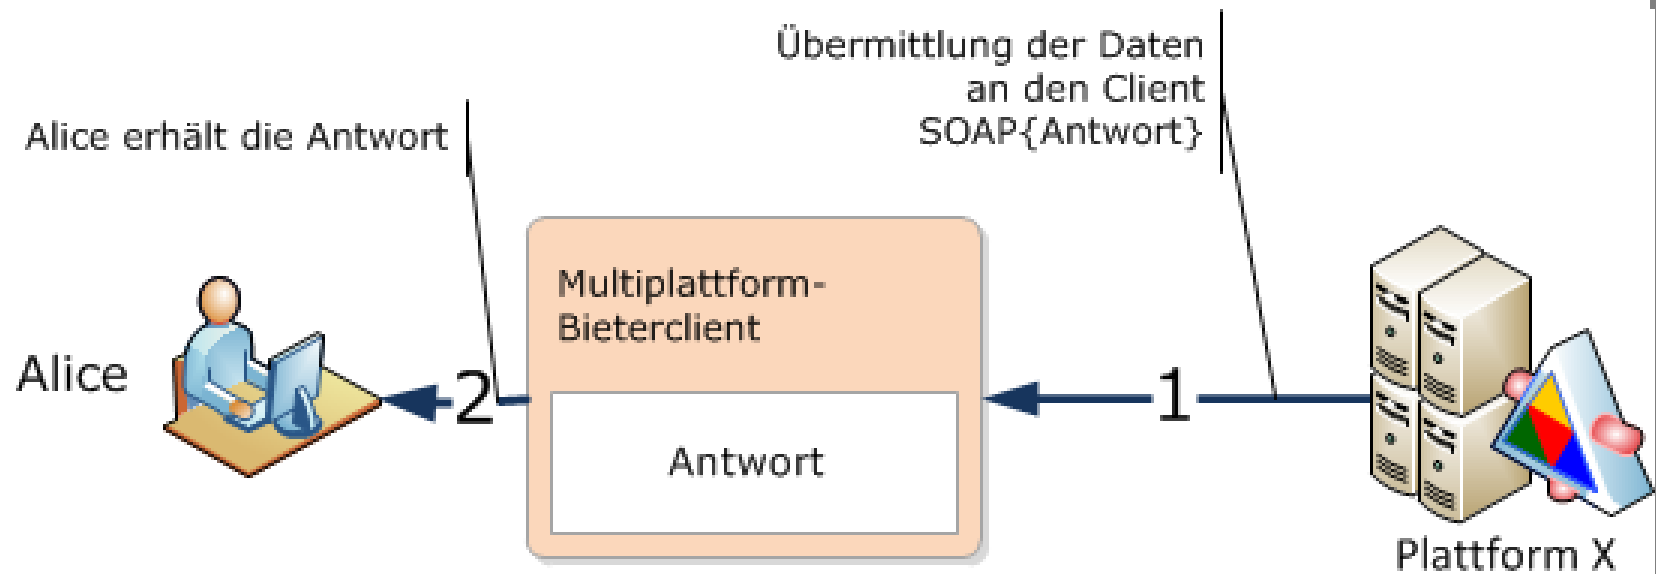 Übermittlung der Daten
an den Client
SOAP{Antwort}
Alice erhält die Antwort
Multiplattform-
Bieterclient
Alice
2
1
Antwort
Plattform X